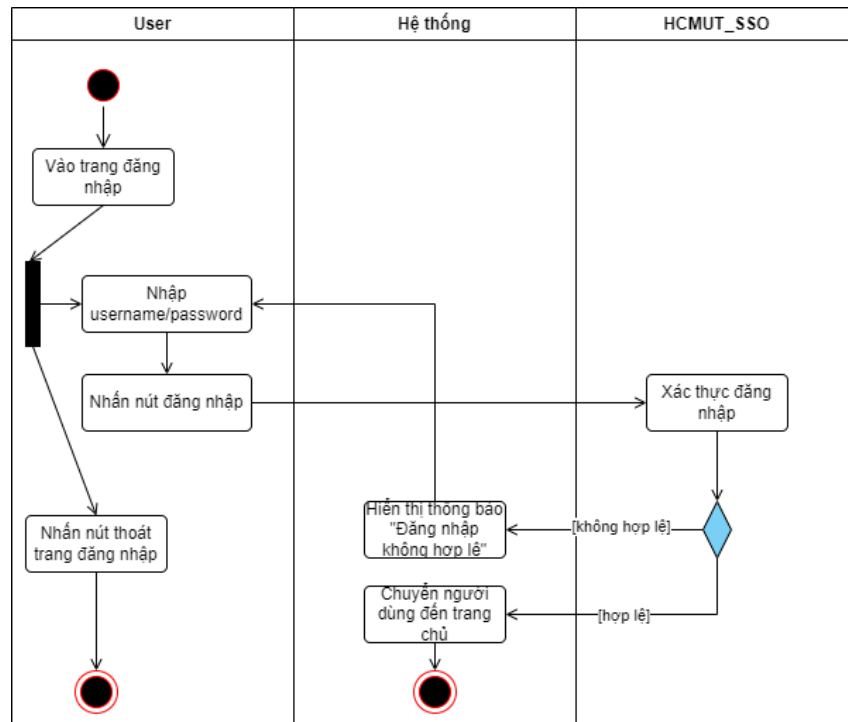 User
Hệ thống
HCMUT_SSO
Vào trang đăng
nhập
Nhập
username/password
Nhấn nút đăng nhập
Xác thực đăng
nhập
Hiển thị thông báo
"Đăng nhập
không hợp lệ"
[không hợp lệ]
Nhấn nút thoát
trang đăng nhập
Chuyển người
dùng đến trang
chủ
[hợp lệ]